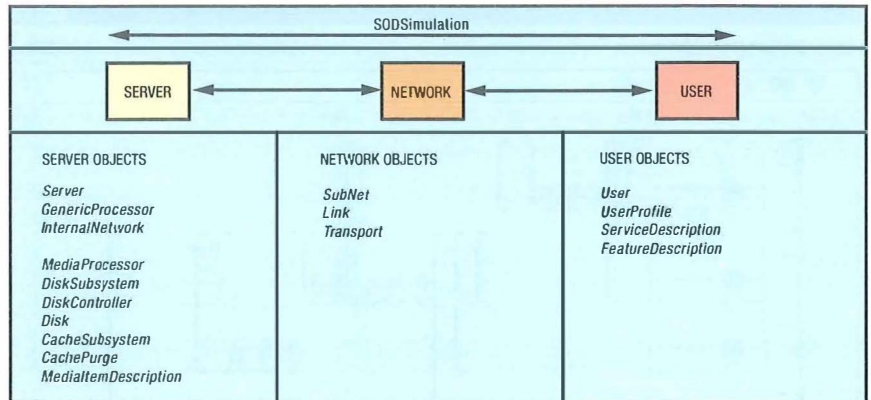 SODSimulation
SERVER
NETWORK
USER
SERVER OBJECTS
Server
GenericProcessor
InternalNetwork
MediaProcessor
DiskSubsystem
DiskController
Disk
CacheSubsystem
CachePurge
MediaItemDescription
NETWORK OBJECTS
SubNet
Link
Transport
USER OBJECTS
User
UserProfile
ServiceDescription
FeatureDescription